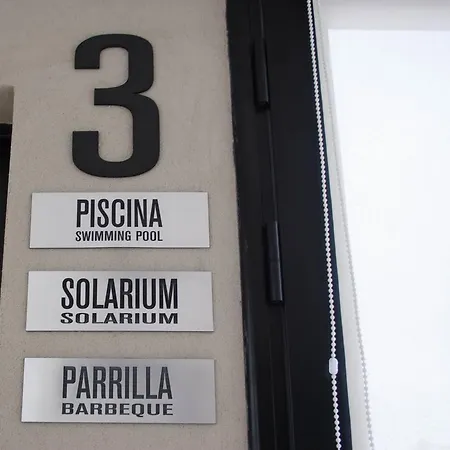 3
PISCINA
SWIMMING POOL
SOLARIUM
SOLARIUM
PARRILLA
BARBEQUE